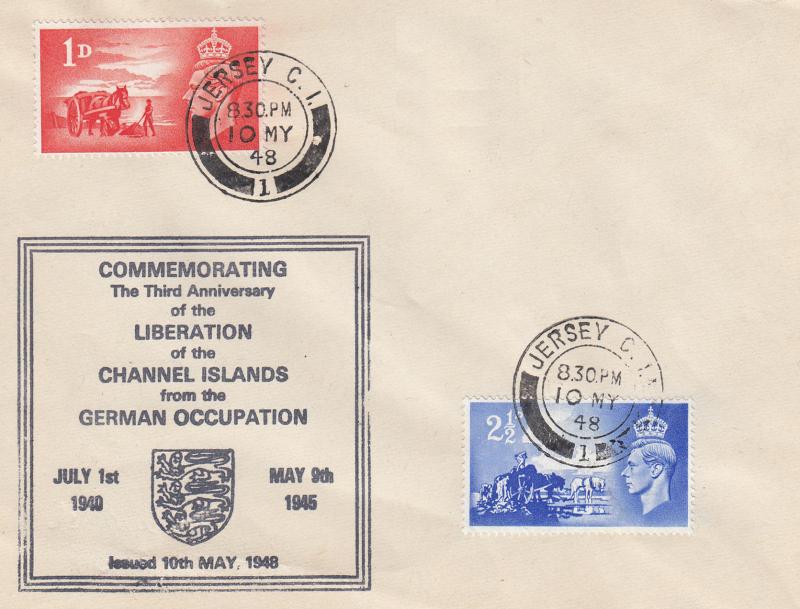 1D
JERSEY C.I.
8.30.PM
10 MY
48
1
COMMEMORATING
The Third Anniversary
of the
LIBERATION
of the
CHANNEL ISLANDS
from the
GERMAN OCCUPATION
JULY 1st MAY 9th
1940 1945
Issued 10th MAY, 1948
JERSEY C.I.
8.30.PM
10 MY
48
1
2½